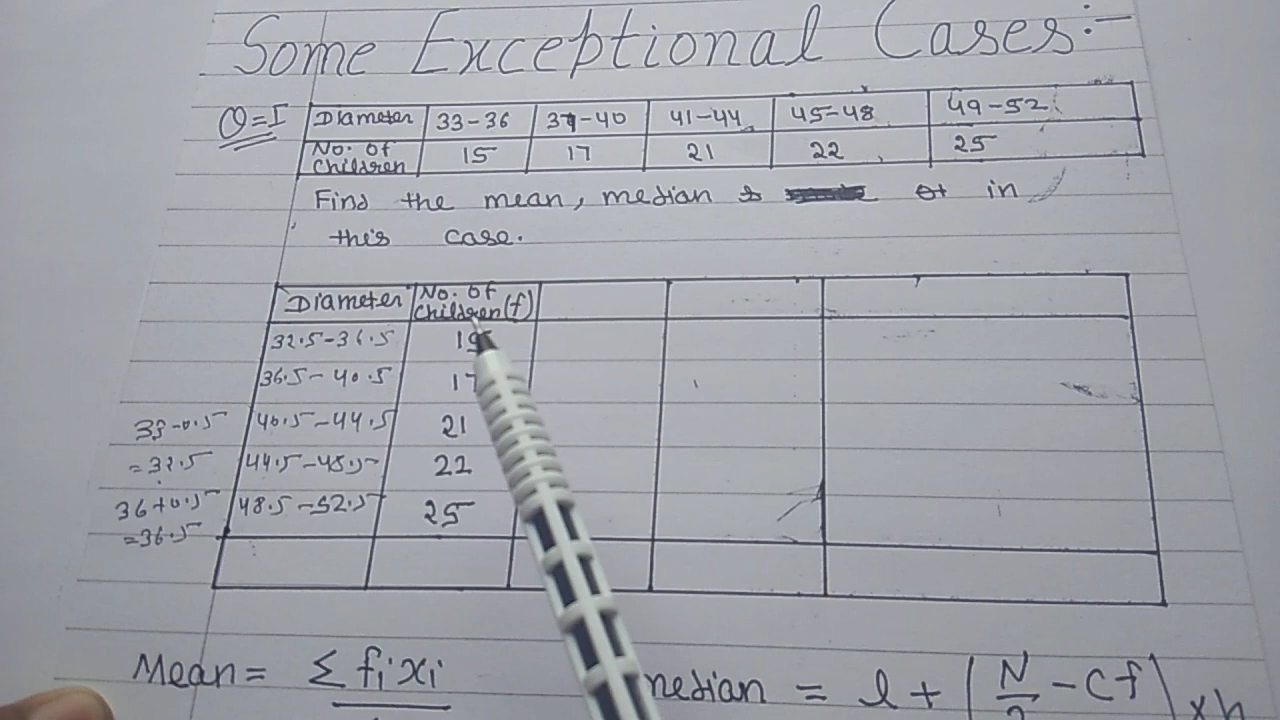 Some Exceptional Cases:-
Q=I Diameter 33-36 37-40 41-44 45-48 49-52
No. of Children 15 17 21 22 25
Find the mean, median & in
this case.
Diameter No. of Children (f)
32.5-36.5 15
36.5-40.5 17
33-0.5 40.5-44.5 21
=32.5 44.5-48.5 22
36+0.5 48.5-52.5 25
=36.5
Mean = Σ fixi median = l + (N/2 - Cf) xh